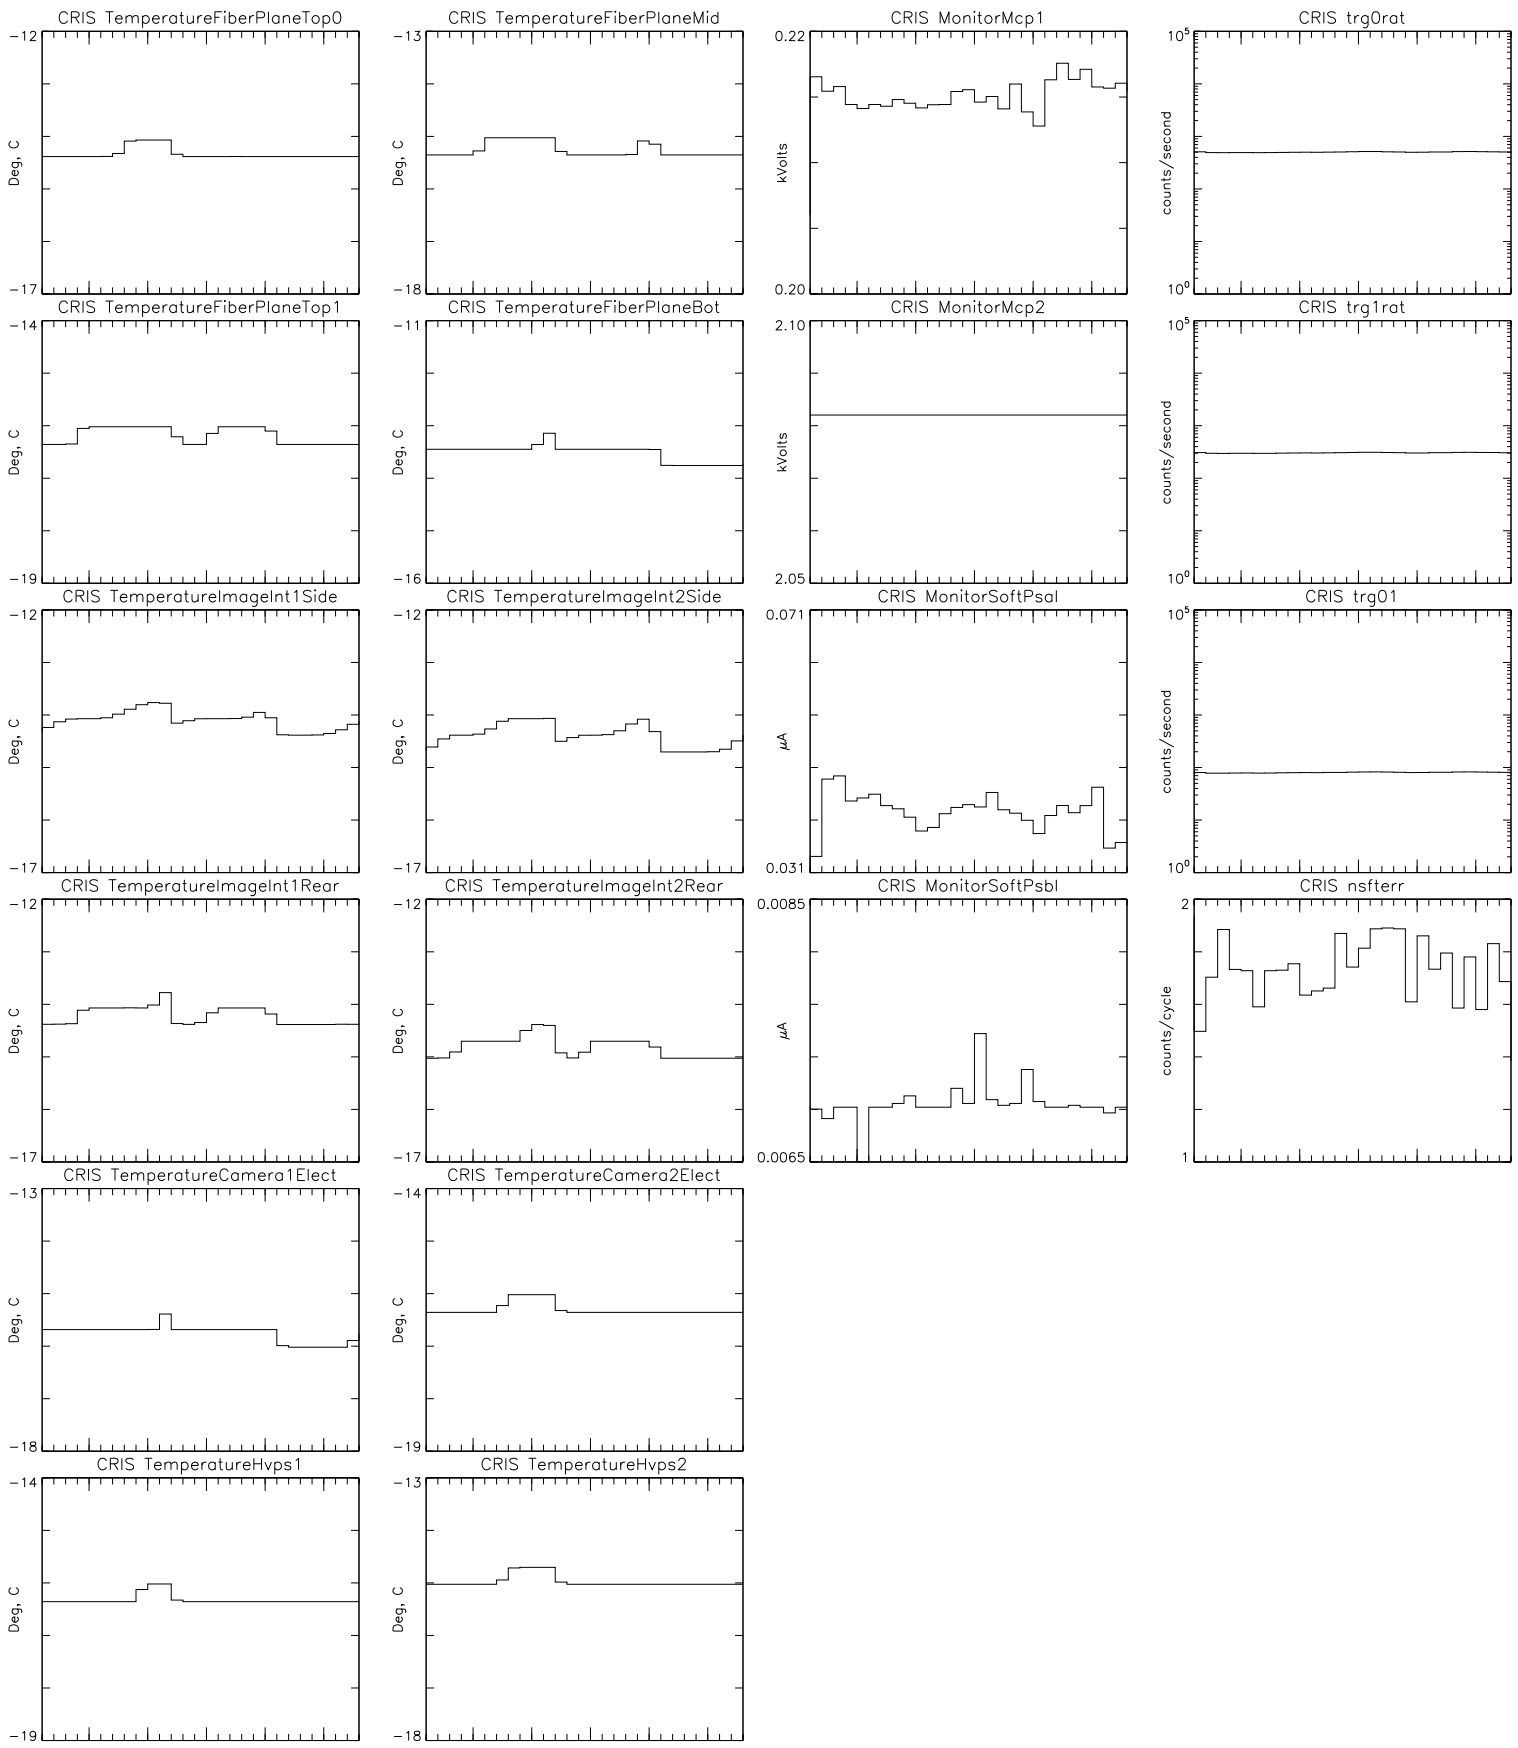 CRIS TemperatureFiberPlaneTop0
-12
Deg, C
-17
CRIS TemperatureFiberPlaneMid
-13
Deg, C
-18
CRIS MonitorMcp1
0.22
kVolts
0.20
CRIS trg0rat
10⁵
counts/second
10⁰
CRIS TemperatureFiberPlaneTop1
-14
Deg, C
-19
CRIS TemperatureFiberPlaneBot
-11
Deg, C
-16
CRIS MonitorMcp2
2.10
kVolts
2.05
CRIS trg1rat
10⁵
counts/second
10⁰
CRIS TemperatureImageInt1Side
-12
Deg, C
-17
CRIS TemperatureImageInt2Side
-12
Deg, C
-17
CRIS MonitorSoftPsaI
0.071
μA
0.031
CRIS trg01
10⁵
counts/second
10⁰
CRIS TemperatureImageInt1Rear
-12
Deg, C
-17
CRIS TemperatureImageInt2Rear
-12
Deg, C
-17
CRIS MonitorSoftPsbI
0.0085
μA
0.0065
CRIS nsfterr
2
counts/cycle
1
CRIS TemperatureCamera1Elect
-13
Deg, C
-18
CRIS TemperatureCamera2Elect
-14
Deg, C
-19
CRIS TemperatureHvps1
-14
Deg, C
-19
CRIS TemperatureHvps2
-13
Deg, C
-18